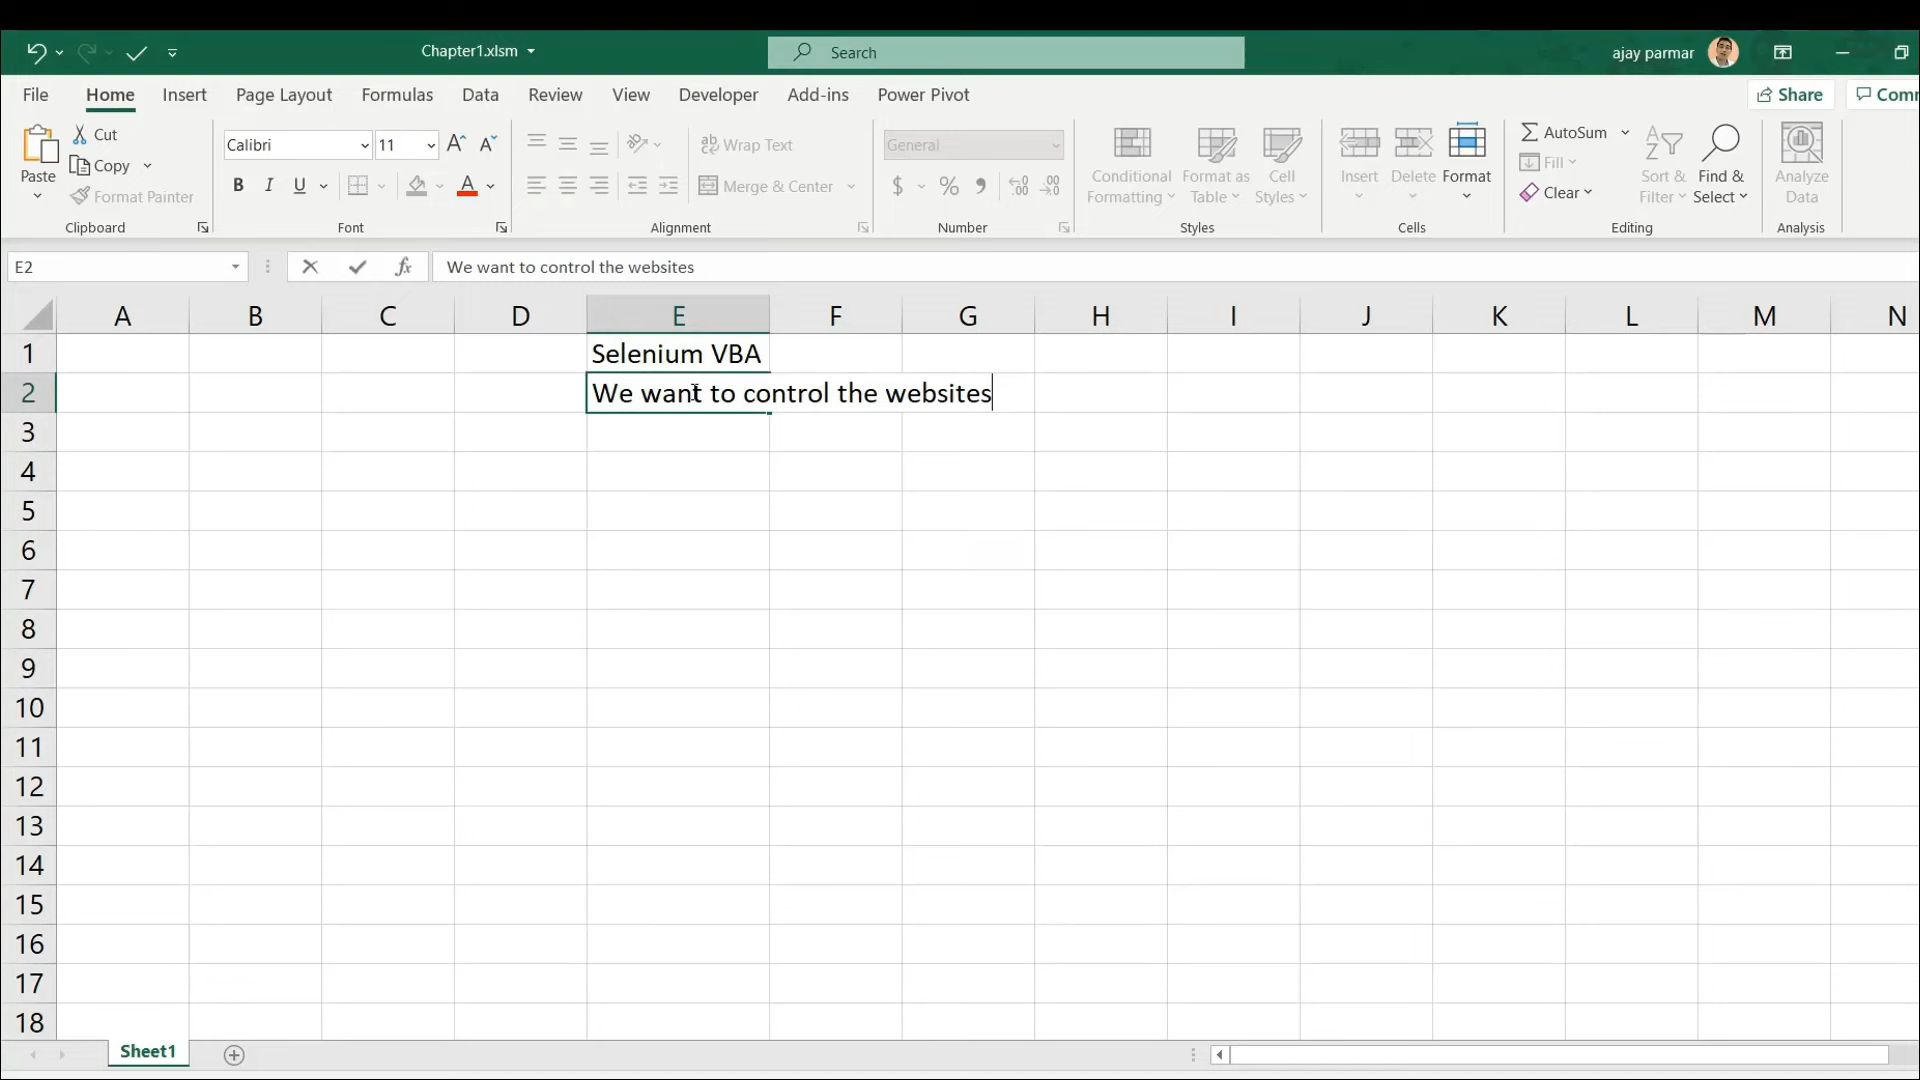 Chapter1.xlsm
Search
ajay parmar
File Home Insert Page Layout Formulas Data Review View Developer Add-ins Power Pivot Share Comm
Paste
Cut
Copy
Format Painter
Clipboard
Calibri 11
B I U
Font
Wrap Text
Merge & Center
Alignment
General
$ %
Number
Conditional
Formatting
Format as
Table
Cell
Styles
Styles
Insert Delete Format
Cells
AutoSum
Fill
Clear
Sort &
Filter
Find &
Select
Editing
Analyze
Data
Analysis
E2 fx We want to control the websites
A B C D E F G H I J K L M N
1 Selenium VBA
2 We want to control the websites
3
4
5
6
7
8
9
10
11
12
13
14
15
16
17
18
Sheet1